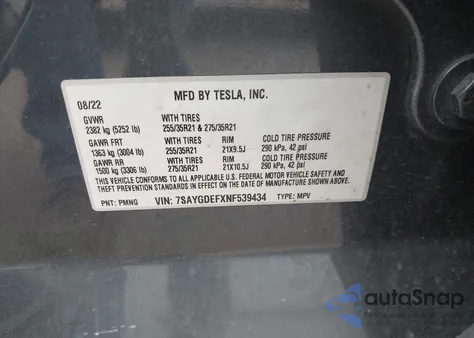 MFD BY TESLA, INC.
08/22
GVWR WITH TIRES
2382 kg (5252 lb) 255/35R21 & 275/35R21
GAWR FRT WITH TIRES RIM COLD TIRE PRESSURE
1363 kg (3004 lb) 255/35R21 21X9.5J 290 kPa, 42 psi
GAWR RR WITH TIRES RIM COLD TIRE PRESSURE
1500 kg (3306 lb) 275/35R21 21X10.5J 290 kPa, 42 psi
THIS VEHICLE CONFORMS TO ALL APPLICABLE U.S. FEDERAL MOTOR VEHICLE SAFETY AND
THEFT PREVENTION STANDARDS IN EFFECT ON THE DATE OF MANUFACTURE SHOWN ABOVE.
PNT: PMNG VIN: 7SAYGDEFXNF539434 TYPE: MPV
autoSnap